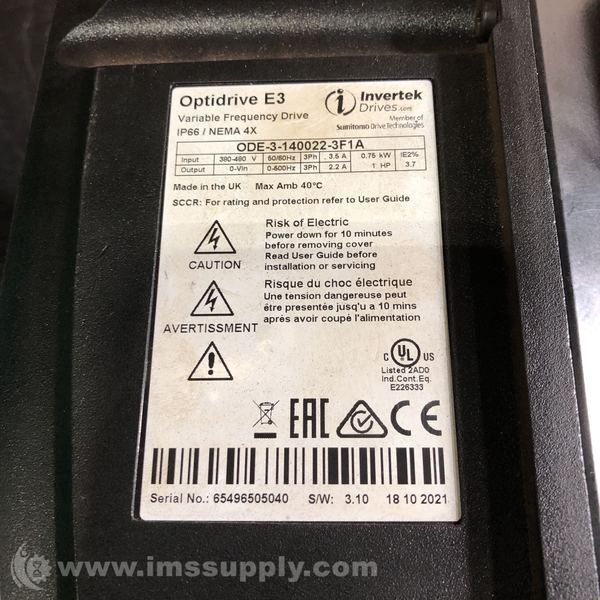 Optidrive E3
Variable Frequency Drive
IP66 / NEMA 4X
i Invertek
Drives.com
Member of
Sumitomo Drive Technologies
ODE-3-140022-3F1A
Input 380-480 V 50/60Hz 3Ph 3.5 A 0.75 kW IE2%
Output 0-Vin 0-500Hz 3Ph 2.2 A 1 HP 3.7
Made in the UK Max Amb 40°C
SCCR: For rating and protection refer to User Guide
CAUTION
Risk of Electric
Power down for 10 minutes
before removing cover
Read User Guide before
installation or servicing
AVERTISSEMENT
Risque du choc électrique
Une tension dangereuse peut
être présentée jusqu'u a 10 mins
après avoir coupé l'alimentation
C UL US
Listed 2AD0
Ind.Cont.Eq.
E226333
EAC CE
Serial No.: 65496505040 S/W: 3.10 18 10 2021
© www.imssupply.com